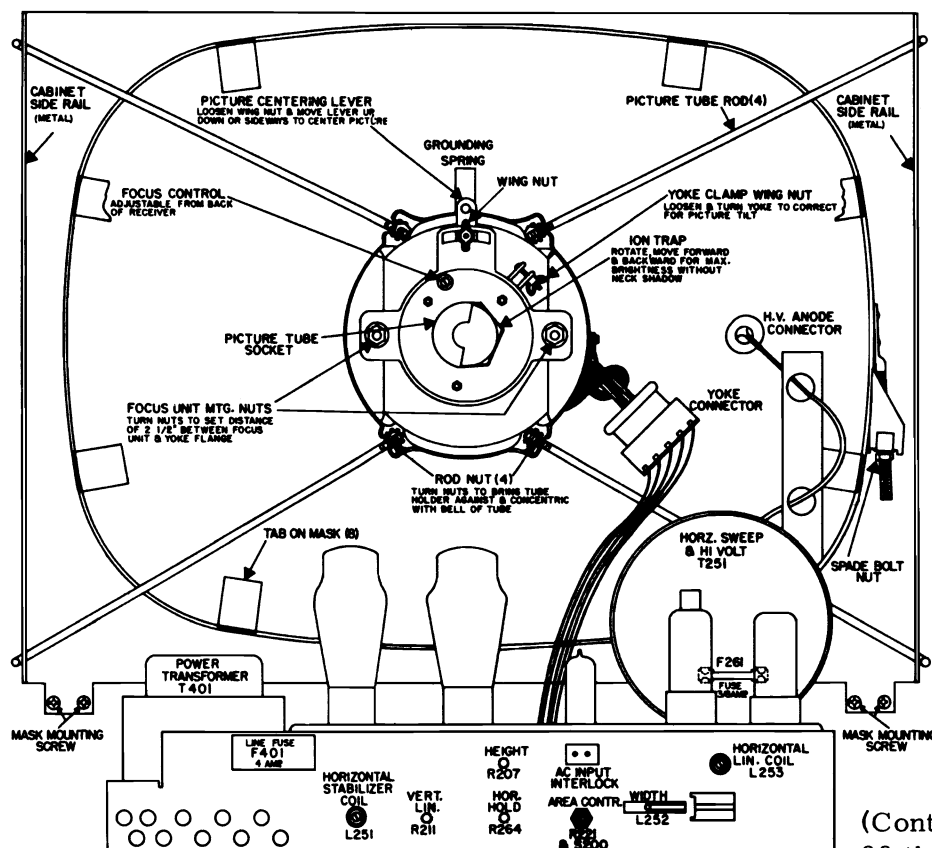 CABINET
SIDE RAIL
(METAL)
PICTURE CENTERING LEVER
LOOSEN WING NUT & MOVE LEVER UP
DOWN OR SIDEWAYS TO CENTER PICTURE
PICTURE TUBE ROD(4)
CABINET
SIDE RAIL
(METAL)
GROUNDING
SPRING
WING NUT
FOCUS CONTROL
ADJUSTABLE FROM BACK
OF RECEIVER
YOKE CLAMP WING NUT
LOOSEN & TURN YOKE TO CORRECT
FOR PICTURE TILT
ION TRAP
ROTATE, MOVE FORWARD
& BACKWARD FOR MAX.
BRIGHTNESS WITHOUT
NECK SHADOW
H.V. ANODE
CONNECTOR
PICTURE TUBE
SOCKET
YOKE
CONNECTOR
FOCUS UNIT MTG. NUTS
TURN NUTS TO SET DISTANCE
OF 2 1/2" BETWEEN FOCUS
UNIT & YOKE FLANGE
ROD NUT (4)
TURN NUTS TO BRING TUBE
HOLDER AGAINST & CONCENTRIC
WITH BELL OF TUBE
TAB ON MASK (8)
HORZ. SWEEP
& HI VOLT
T251
SPADE BOLT
NUT
POWER
TRANSFORMER
T401
F261
FUSE
3/8AMP
MASK MOUNTING
SCREW
MASK MOUNTING
SCREW
LINE FUSE
F401
4 AMP
HEIGHT
R207
AC INPUT
INTERLOCK
HORIZONTAL
LIN. COIL
L253
HORIZONTAL
STABILIZER
COIL
L251
VERT.
LIN.
R211
HOR.
HOLD
R264
AREA CONTR.
R221
& S200
WIDTH
L252
(Cont